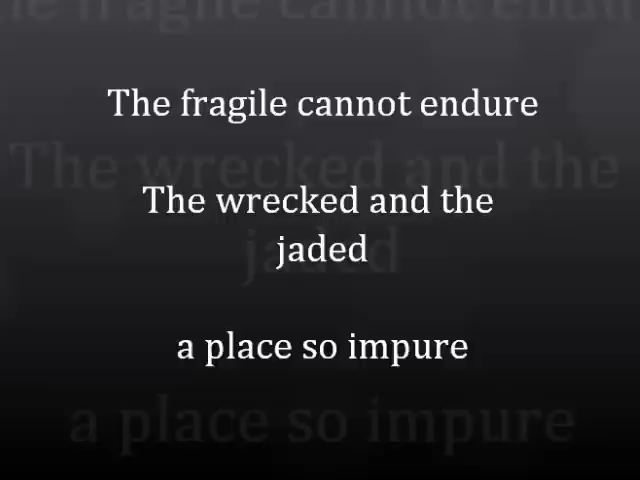 The fragile cannot endure
The wrecked and the
jaded
a place so impure